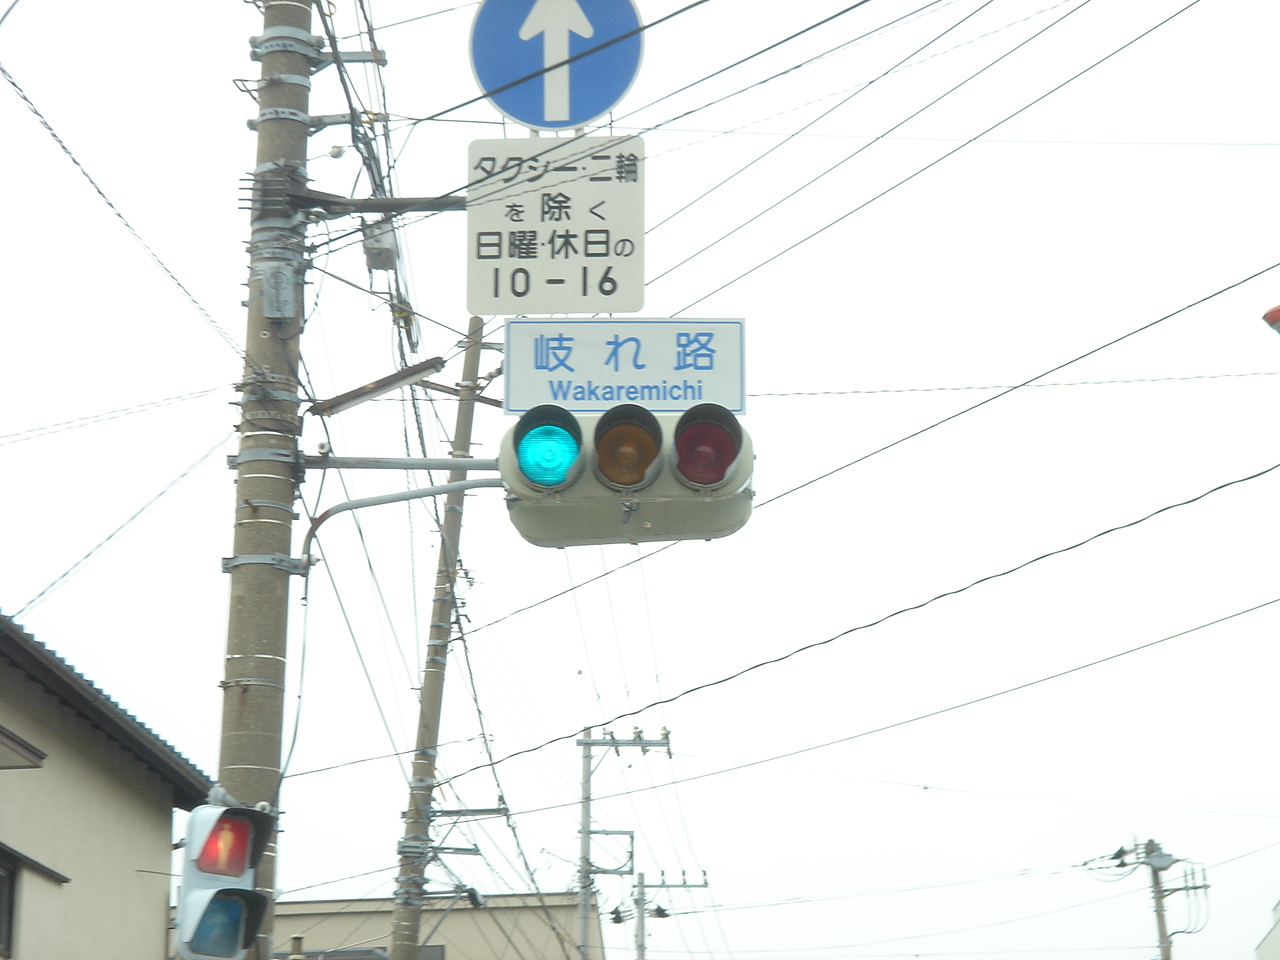 タクシー・二輪
を除く
日曜・休日の
10-16
岐れ路
Wakaremichi